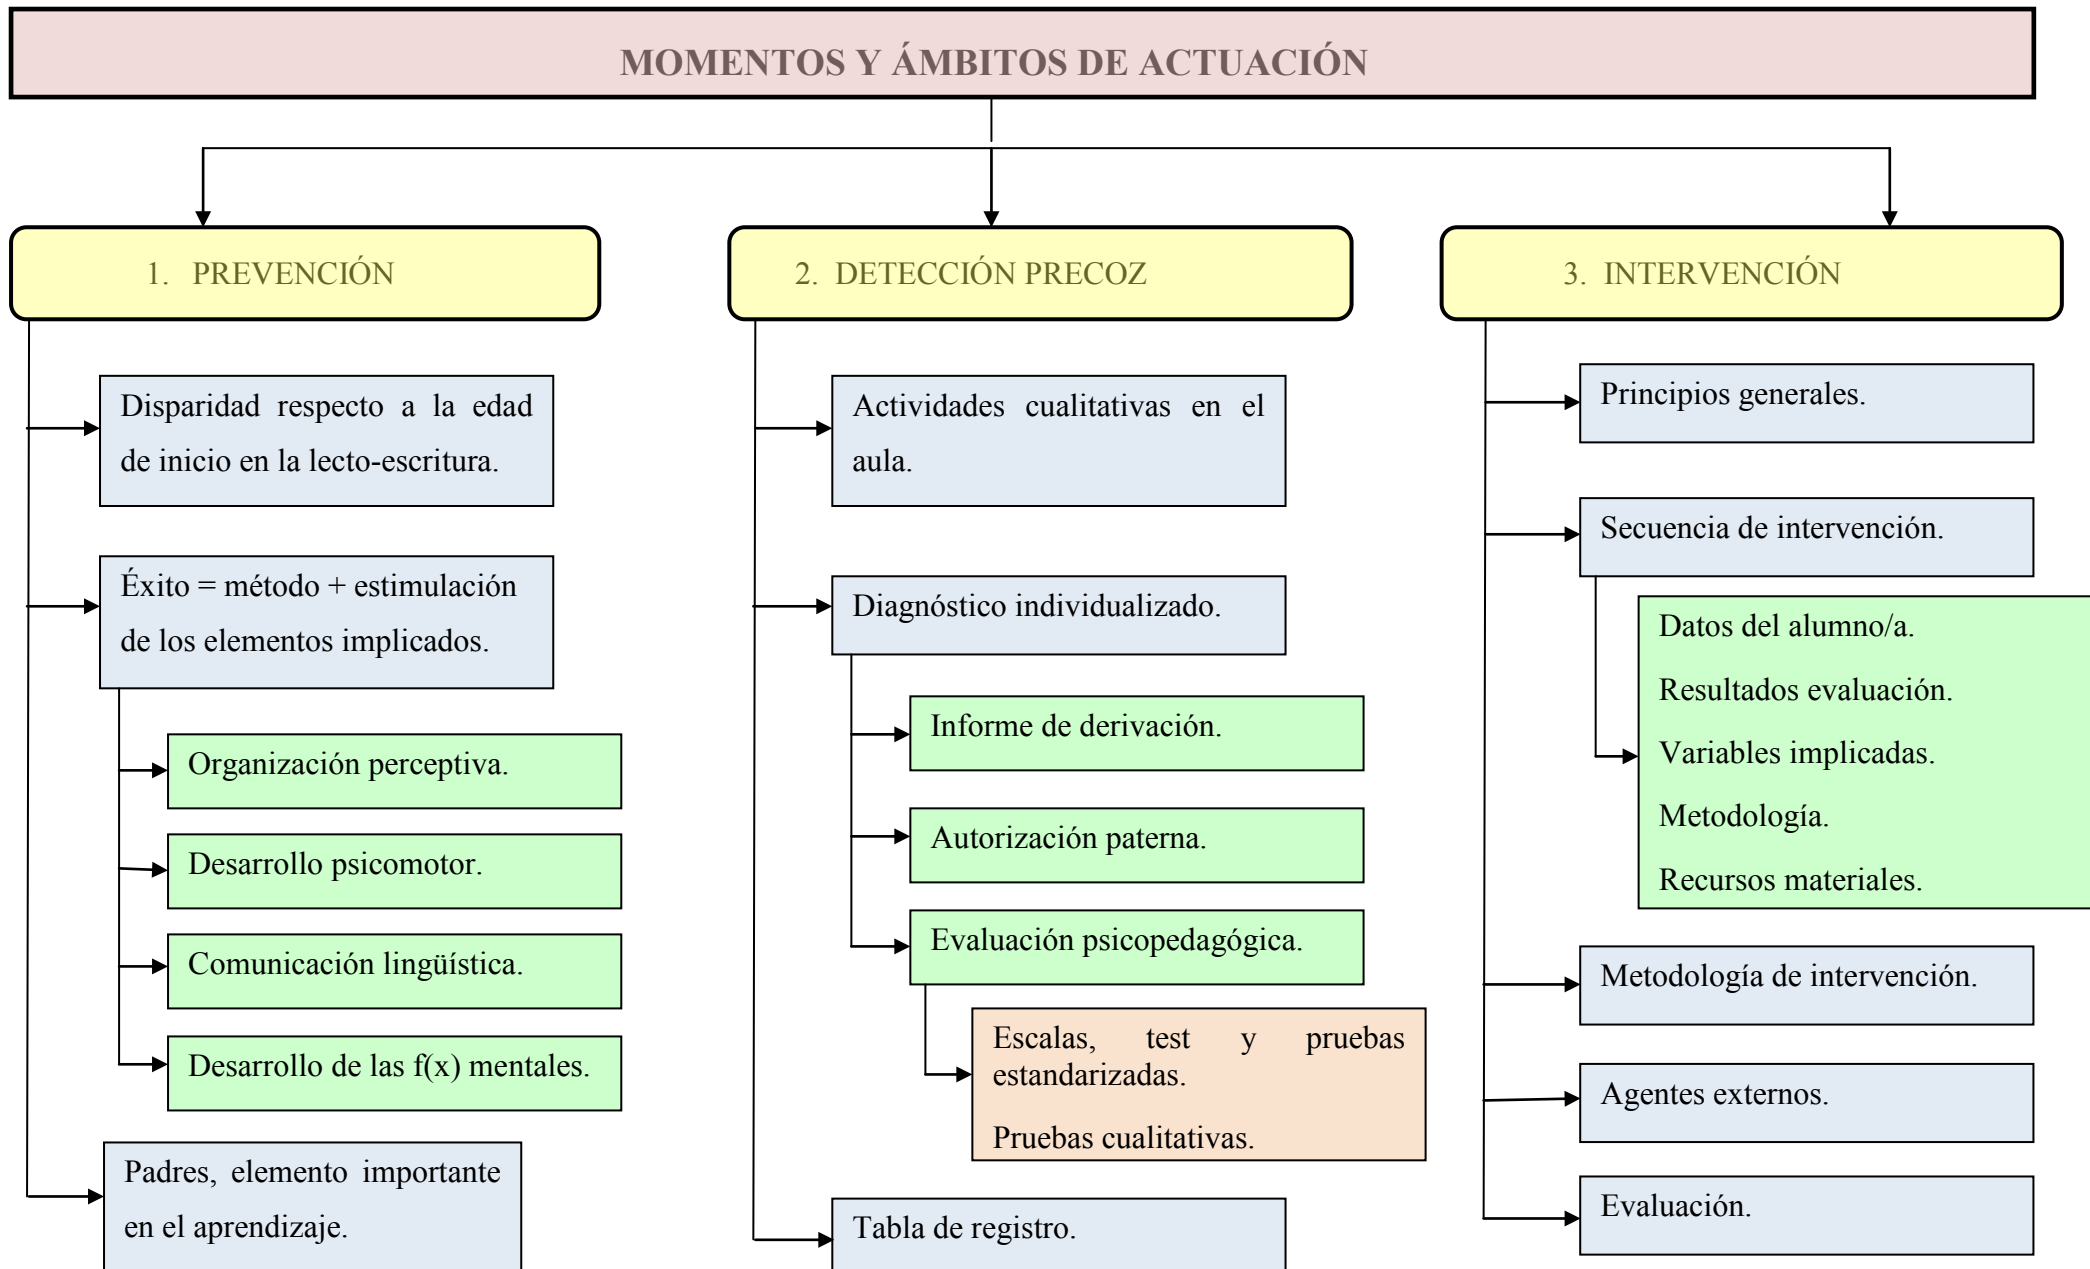 MOMENTOS Y ÁMBITOS DE ACTUACIÓN
1. PREVENCIÓN
Disparidad respecto a la edad
de inicio en la lecto-escritura.
Éxito = método + estimulación
de los elementos implicados.
Organización perceptiva.
Desarrollo psicomotor.
Comunicación lingüística.
Desarrollo de las f(x) mentales.
Padres, elemento importante
en el aprendizaje.
2. DETECCIÓN PRECOZ
Actividades cualitativas en el
aula.
Diagnóstico individualizado.
Informe de derivación.
Autorización paterna.
Evaluación psicopedagógica.
Escalas, test y pruebas
estandarizadas.
Pruebas cualitativas.
Tabla de registro.
3. INTERVENCIÓN
Principios generales.
Secuencia de intervención.
Datos del alumno/a.
Resultados evaluación.
Variables implicadas.
Metodología.
Recursos materiales.
Metodología de intervención.
Agentes externos.
Evaluación.